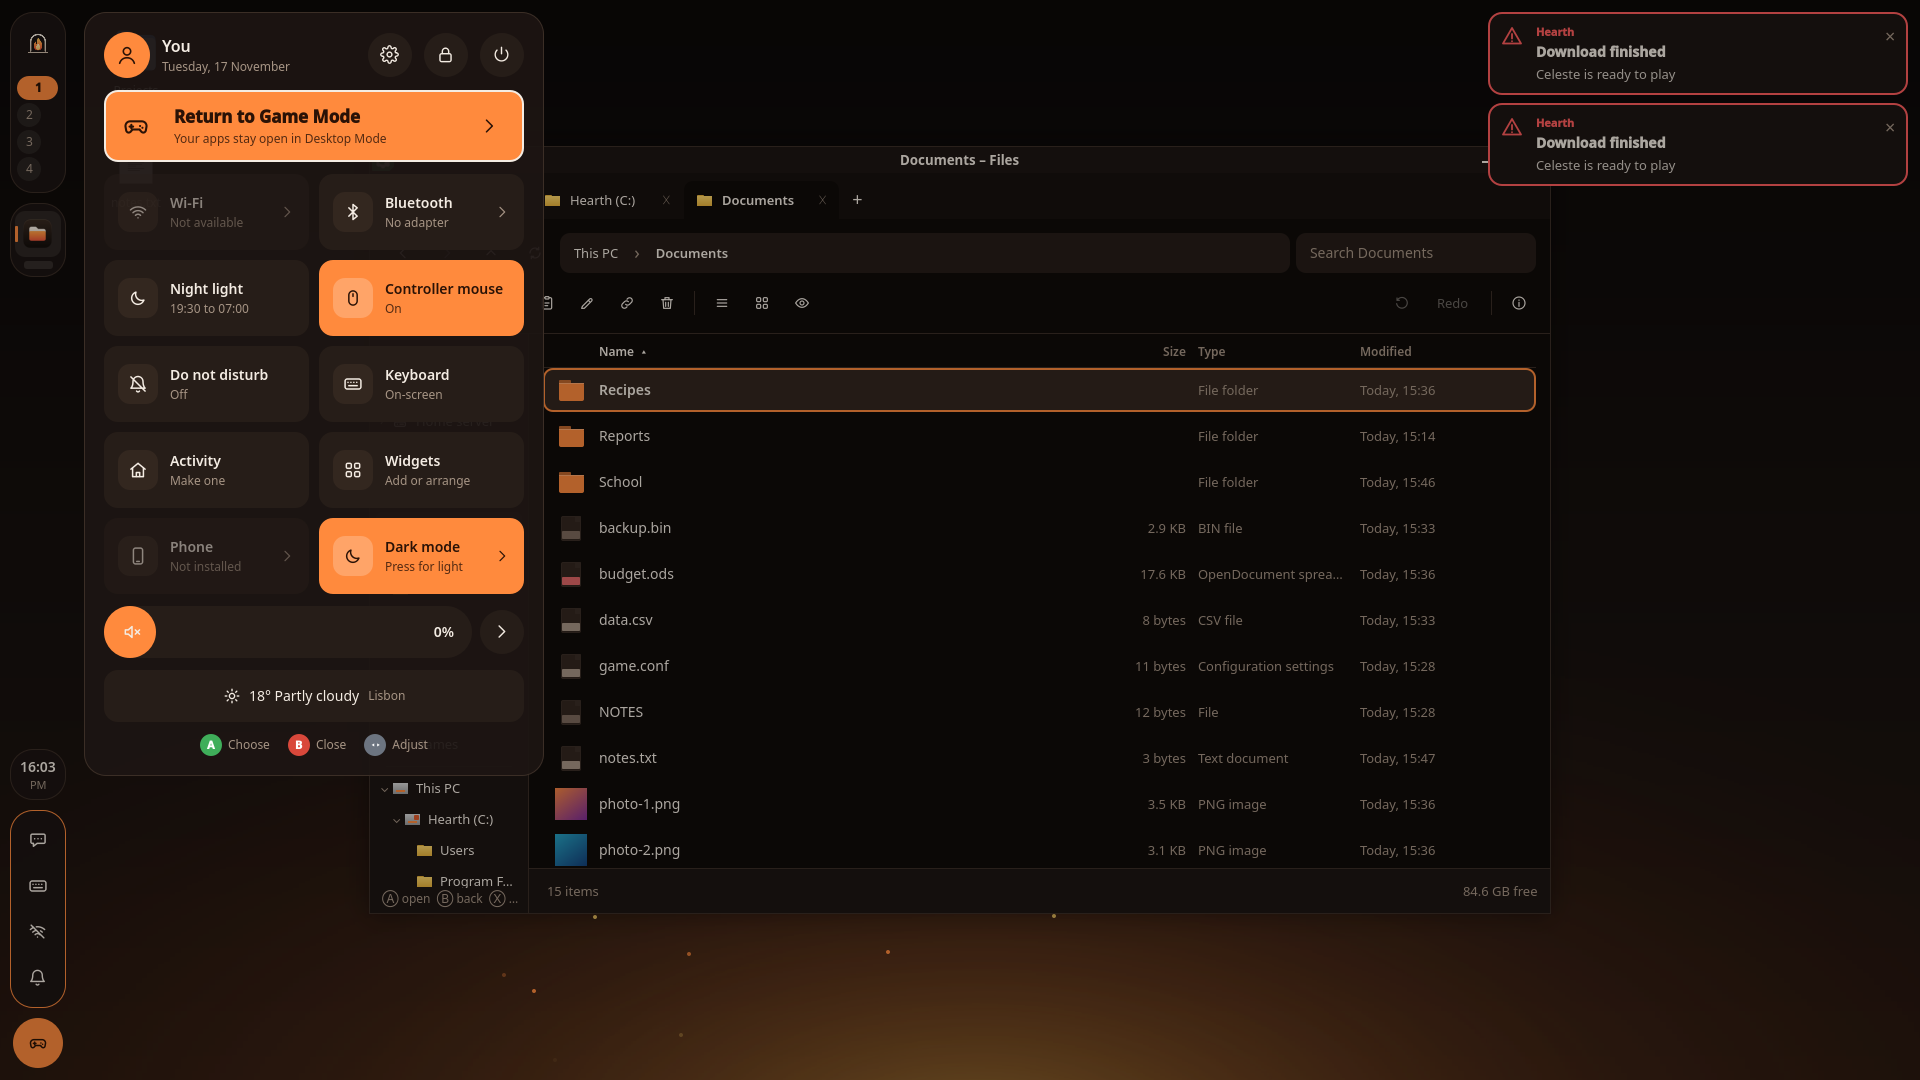 1
2
3
4
16:03
PM
You
Tuesday, 17 November
Return to Game Mode
Your apps stay open in Desktop Mode
Wi-Fi
Not available
Bluetooth
No adapter
Night light
19:30 to 07:00
Controller mouse
On
Do not disturb
Off
Keyboard
On-screen
Activity
Make one
Widgets
Add or arrange
Phone
Not installed
Dark mode
Press for light
0%
18° Partly cloudy Lisbon
A Choose B Close Adjust
Documents – Files
Hearth (C:) X Documents X +
This PC › Documents
Search Documents
Redo
Name Size Type Modified
Recipes File folder Today, 15:36
Reports File folder Today, 15:14
School File folder Today, 15:46
backup.bin 2.9 KB BIN file Today, 15:33
budget.ods 17.6 KB OpenDocument sprea... Today, 15:36
data.csv 8 bytes CSV file Today, 15:33
game.conf 11 bytes Configuration settings Today, 15:28
NOTES 12 bytes File Today, 15:28
notes.txt 3 bytes Text document Today, 15:47
photo-1.png 3.5 KB PNG image Today, 15:36
photo-2.png 3.1 KB PNG image Today, 15:36
This PC
Hearth (C:)
Users
Program F...
A open B back X ...
15 items
84.6 GB free
Hearth
Download finished
Celeste is ready to play
Hearth
Download finished
Celeste is ready to play